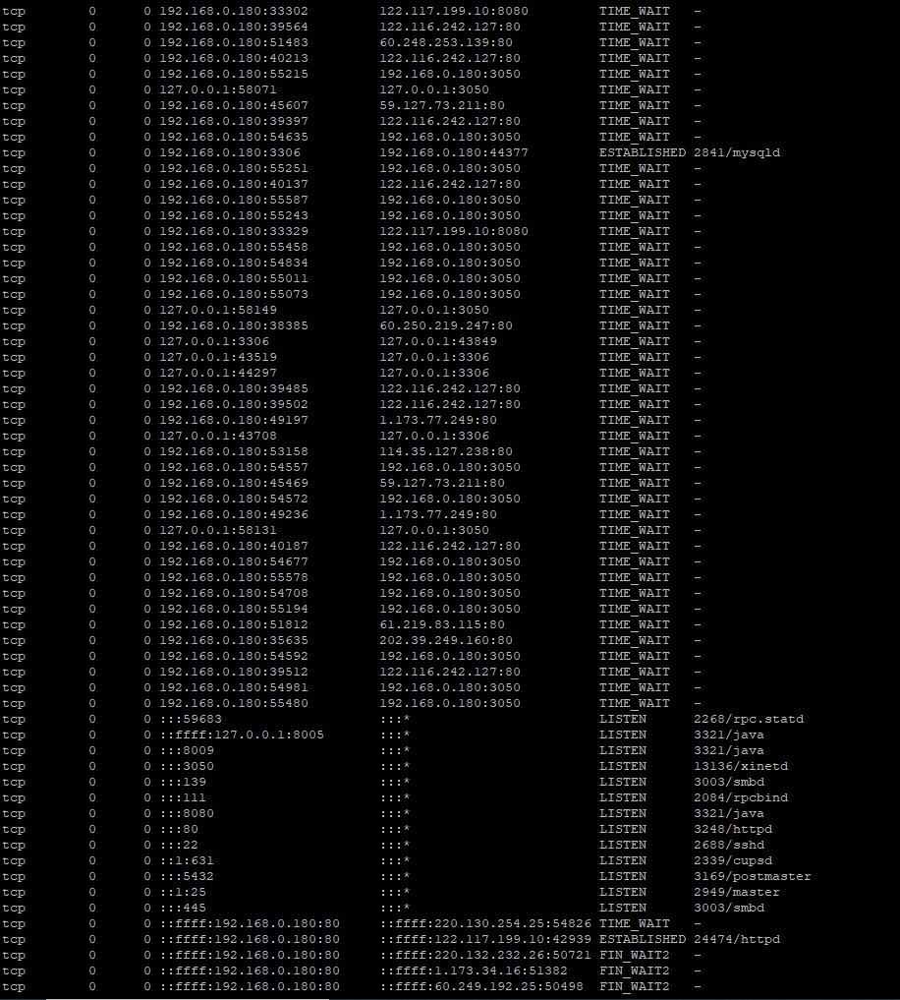 tcp 0 0 192.168.0.180:33302 122.117.199.10:8080 TIME_WAIT -
tcp 0 0 192.168.0.180:39564 122.116.242.127:80 TIME_WAIT -
tcp 0 0 192.168.0.180:51483 60.248.253.139:80 TIME_WAIT -
tcp 0 0 192.168.0.180:40213 122.116.242.127:80 TIME_WAIT -
tcp 0 0 192.168.0.180:55215 192.168.0.180:3050 TIME_WAIT -
tcp 0 0 127.0.0.1:58071 127.0.0.1:3050 TIME_WAIT -
tcp 0 0 192.168.0.180:45607 59.127.73.211:80 TIME_WAIT -
tcp 0 0 192.168.0.180:39397 122.116.242.127:80 TIME_WAIT -
tcp 0 0 192.168.0.180:54635 192.168.0.180:3050 TIME_WAIT -
tcp 0 0 192.168.0.180:3306 192.168.0.180:44377 ESTABLISHED 2841/mysqld
tcp 0 0 192.168.0.180:55251 192.168.0.180:3050 TIME_WAIT -
tcp 0 0 192.168.0.180:40137 122.116.242.127:80 TIME_WAIT -
tcp 0 0 192.168.0.180:55587 192.168.0.180:3050 TIME_WAIT -
tcp 0 0 192.168.0.180:55243 192.168.0.180:3050 TIME_WAIT -
tcp 0 0 192.168.0.180:33329 122.117.199.10:8080 TIME_WAIT -
tcp 0 0 192.168.0.180:55458 192.168.0.180:3050 TIME_WAIT -
tcp 0 0 192.168.0.180:54834 192.168.0.180:3050 TIME_WAIT -
tcp 0 0 192.168.0.180:55011 192.168.0.180:3050 TIME_WAIT -
tcp 0 0 192.168.0.180:55073 192.168.0.180:3050 TIME_WAIT -
tcp 0 0 127.0.0.1:58149 127.0.0.1:3050 TIME_WAIT -
tcp 0 0 192.168.0.180:38385 60.250.219.247:80 TIME_WAIT -
tcp 0 0 127.0.0.1:3306 127.0.0.1:43849 TIME_WAIT -
tcp 0 0 127.0.0.1:43519 127.0.0.1:3306 TIME_WAIT -
tcp 0 0 127.0.0.1:44297 127.0.0.1:3306 TIME_WAIT -
tcp 0 0 192.168.0.180:39485 122.116.242.127:80 TIME_WAIT -
tcp 0 0 192.168.0.180:39502 122.116.242.127:80 TIME_WAIT -
tcp 0 0 192.168.0.180:49197 1.173.77.249:80 TIME_WAIT -
tcp 0 0 127.0.0.1:43708 127.0.0.1:3306 TIME_WAIT -
tcp 0 0 192.168.0.180:53158 114.35.127.238:80 TIME_WAIT -
tcp 0 0 192.168.0.180:54557 192.168.0.180:3050 TIME_WAIT -
tcp 0 0 192.168.0.180:45469 59.127.73.211:80 TIME_WAIT -
tcp 0 0 192.168.0.180:54572 192.168.0.180:3050 TIME_WAIT -
tcp 0 0 192.168.0.180:49236 1.173.77.249:80 TIME_WAIT -
tcp 0 0 127.0.0.1:58131 127.0.0.1:3050 TIME_WAIT -
tcp 0 0 192.168.0.180:40187 122.116.242.127:80 TIME_WAIT -
tcp 0 0 192.168.0.180:54677 192.168.0.180:3050 TIME_WAIT -
tcp 0 0 192.168.0.180:55578 192.168.0.180:3050 TIME_WAIT -
tcp 0 0 192.168.0.180:54708 192.168.0.180:3050 TIME_WAIT -
tcp 0 0 192.168.0.180:55194 192.168.0.180:3050 TIME_WAIT -
tcp 0 0 192.168.0.180:51812 61.219.83.115:80 TIME_WAIT -
tcp 0 0 192.168.0.180:35635 202.39.249.160:80 TIME_WAIT -
tcp 0 0 192.168.0.180:54592 192.168.0.180:3050 TIME_WAIT -
tcp 0 0 192.168.0.180:39512 122.116.242.127:80 TIME_WAIT -
tcp 0 0 192.168.0.180:54981 192.168.0.180:3050 TIME_WAIT -
tcp 0 0 192.168.0.180:55480 192.168.0.180:3050 TIME_WAIT -
tcp 0 0 :::59683 :::* LISTEN 2268/rpc.statd
tcp 0 0 ::ffff:127.0.0.1:8005 :::* LISTEN 3321/java
tcp 0 0 :::8009 :::* LISTEN 3321/java
tcp 0 0 :::3050 :::* LISTEN 13136/xinetd
tcp 0 0 :::139 :::* LISTEN 3003/smbd
tcp 0 0 :::111 :::* LISTEN 2084/rpcbind
tcp 0 0 :::8080 :::* LISTEN 3321/java
tcp 0 0 :::80 :::* LISTEN 3248/httpd
tcp 0 0 :::22 :::* LISTEN 2688/sshd
tcp 0 0 ::1:631 :::* LISTEN 2339/cupsd
tcp 0 0 :::5432 :::* LISTEN 3169/postmaster
tcp 0 0 ::1:25 :::* LISTEN 2949/master
tcp 0 0 :::445 :::* LISTEN 3003/smbd
tcp 0 0 ::ffff:192.168.0.180:80 ::ffff:220.130.254.25:54826 TIME_WAIT -
tcp 0 0 ::ffff:192.168.0.180:80 ::ffff:122.117.199.10:42939 ESTABLISHED 24474/httpd
tcp 0 0 ::ffff:192.168.0.180:80 ::ffff:220.132.232.26:50721 FIN_WAIT2 -
tcp 0 0 ::ffff:192.168.0.180:80 ::ffff:1.173.34.16:51382 FIN_WAIT2 -
tcp 0 0 ::ffff:192.168.0.180:80 ::ffff:60.249.192.25:50498 FIN_WAIT2 -